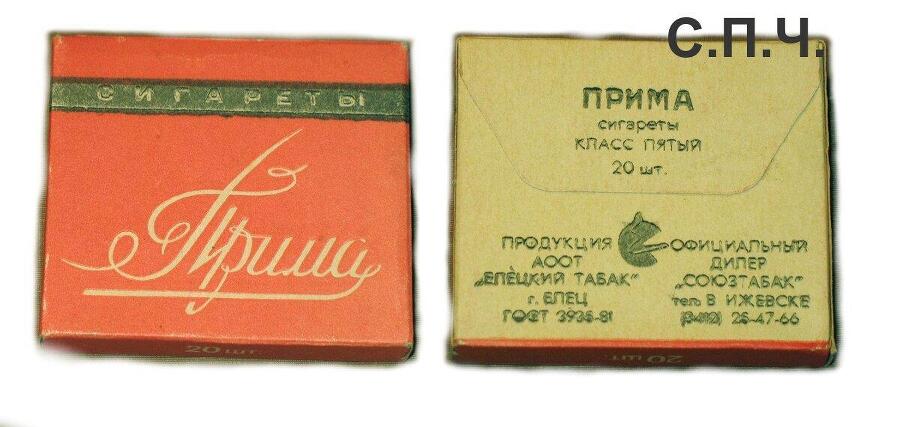 С.П.Ч.
СИГАРЕТЫ
Прима
20 шт.
ПРИМА
сигареты
КЛАСС ПЯТЫЙ
20 шт.
ПРОДУКЦИЯ
АООТ
„ЕЛЕЦКИЙ ТАБАК"
г. ЕЛЕЦ
ГОСТ 3935-81
ОФИЦИАЛЬНЫЙ
ДИЛЕР
„СОЮЗТАБАК"
тел. В ИЖЕВСКЕ
(3412) 25-47-66
20 шт.